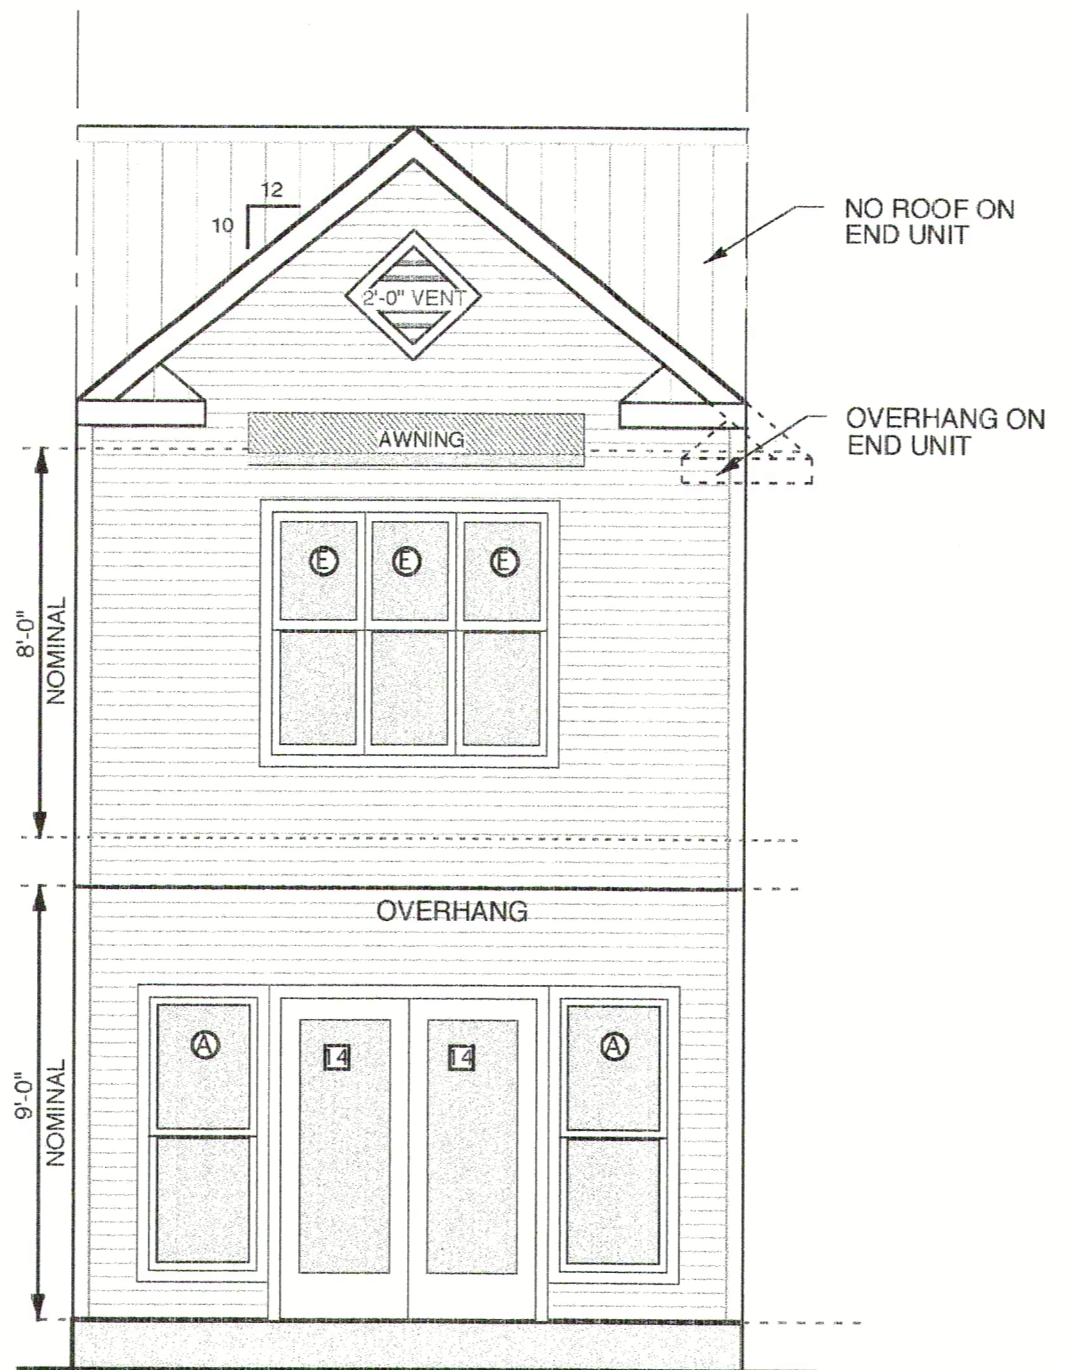 12
10
NO ROOF ON
END UNIT
2'-0" VENT
OVERHANG ON
END UNIT
AWNING
E E E
8'-0"
NOMINAL
OVERHANG
A 14 14 A
9'-0"
NOMINAL